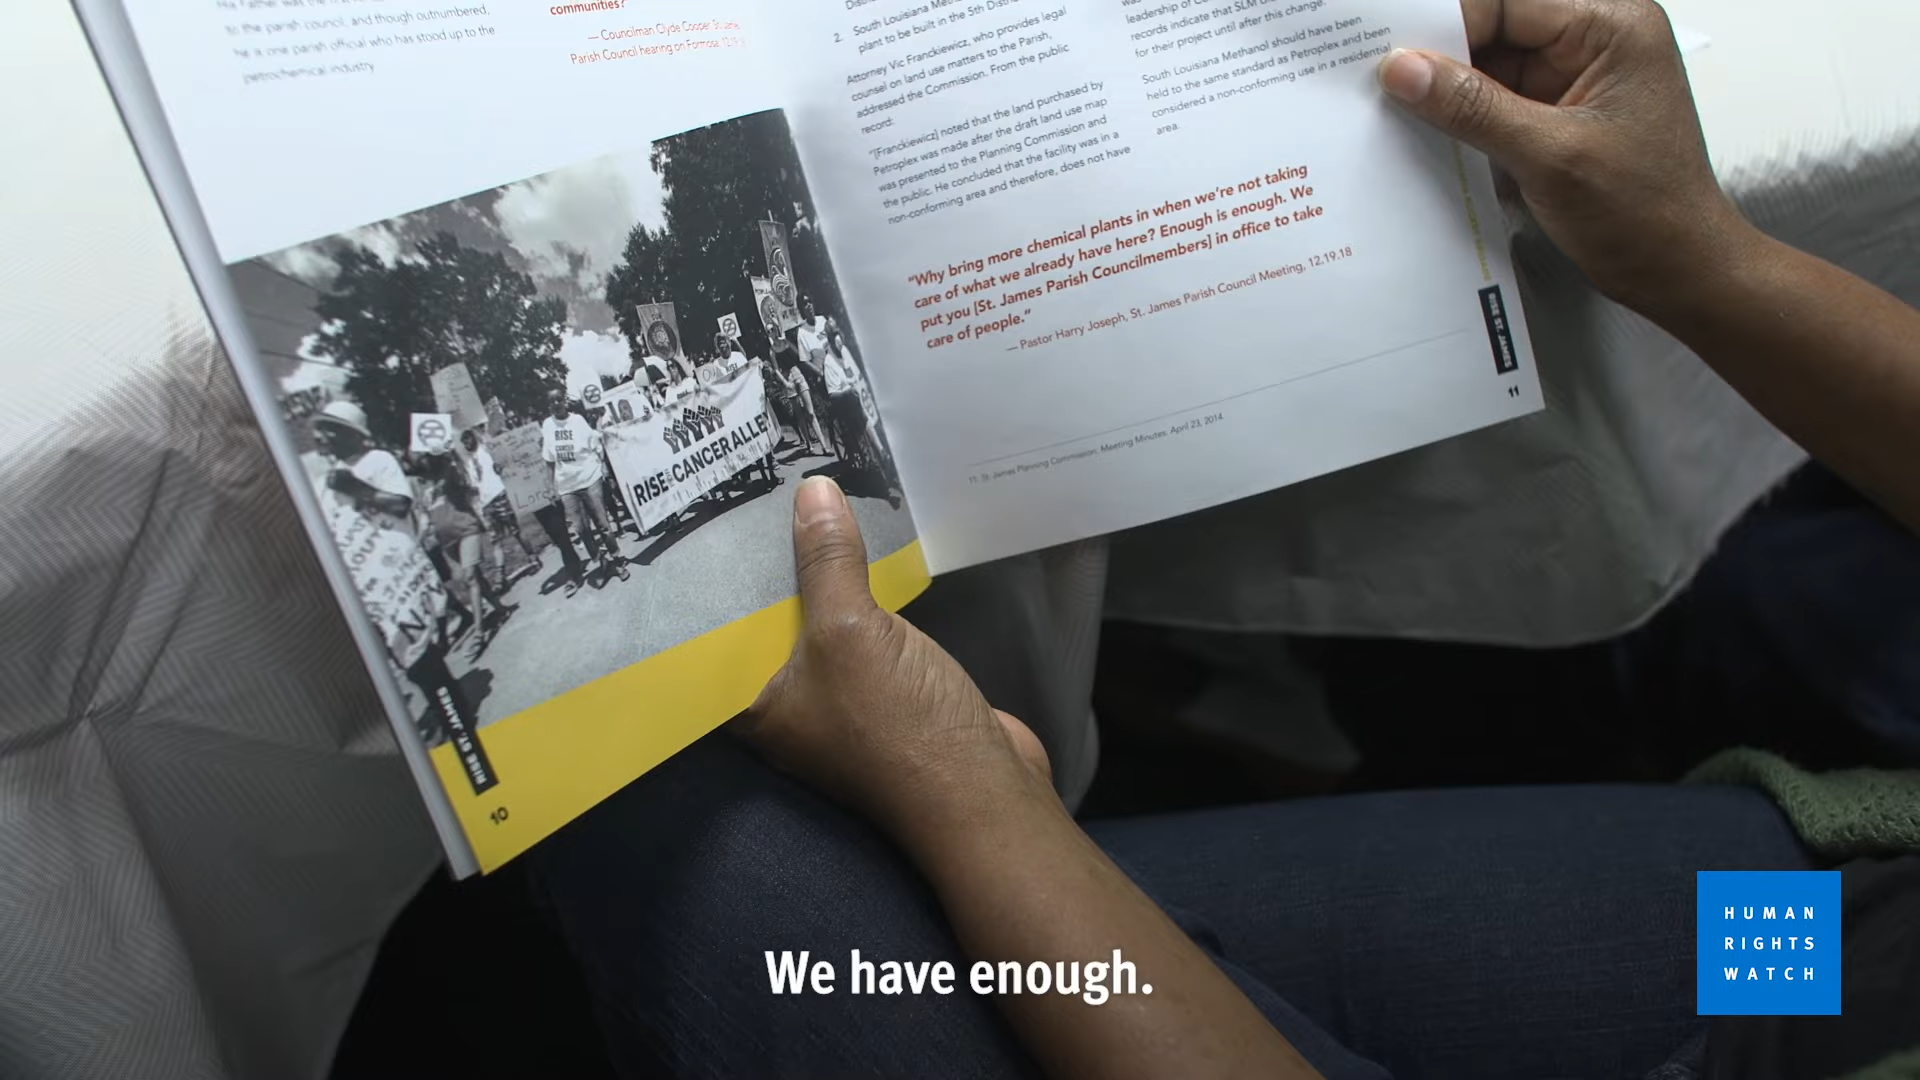 to the parish council, and though outnumbered,
he is one parish official who has stood up to the
petrochemical industry.
communities?"
— Councilman Clyde Cooper, St. James
Parish Council hearing on Formosa, 12.19.
RISE
CANCER
ALLEY
RISE CANCER ALLEY
RISE ST. JAMES
10
2. South Louisiana
plant to be built in the 5th
Attorney Vic Franckiewicz, who provides legal
counsel on land use matters to the Parish,
addressed the Commission. From the public
record:
"[Franckiewicz] noted that the land purchased by
Petroplex was made after the draft land use map
was presented to the Planning Commission and
the public. He concluded that the facility was in a
non-conforming area and therefore, does not have
leadership of
records indicate that SLM
for their project until after this change.
South Louisiana Methanol should have been
held to the same standard as Petroplex and been
considered a non-conforming use in a residential
area.
"Why bring more chemical plants in when we're not taking
care of what we already have here? Enough is enough. We
put you [St. James Parish Councilmembers] in office to take
care of people."
— Pastor Harry Joseph, St. James Parish Council Meeting, 12.19.18
11. St. James Planning Commission. Meeting Minutes. April 23, 2014
RISE ST. JAMES
11
We have enough.
HUMAN
RIGHTS
WATCH